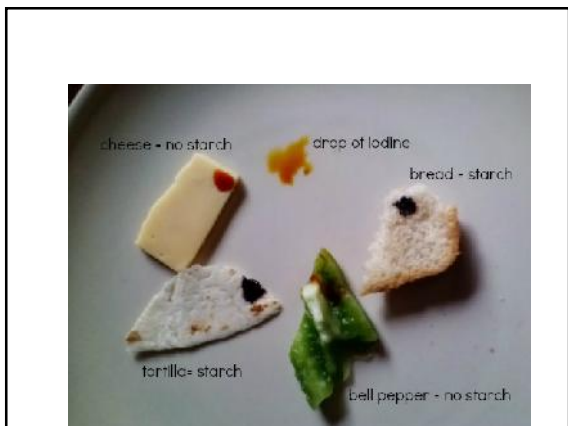 cheese - no starch
drop of iodine
bread - starch
tortilla= starch
bell pepper - no starch